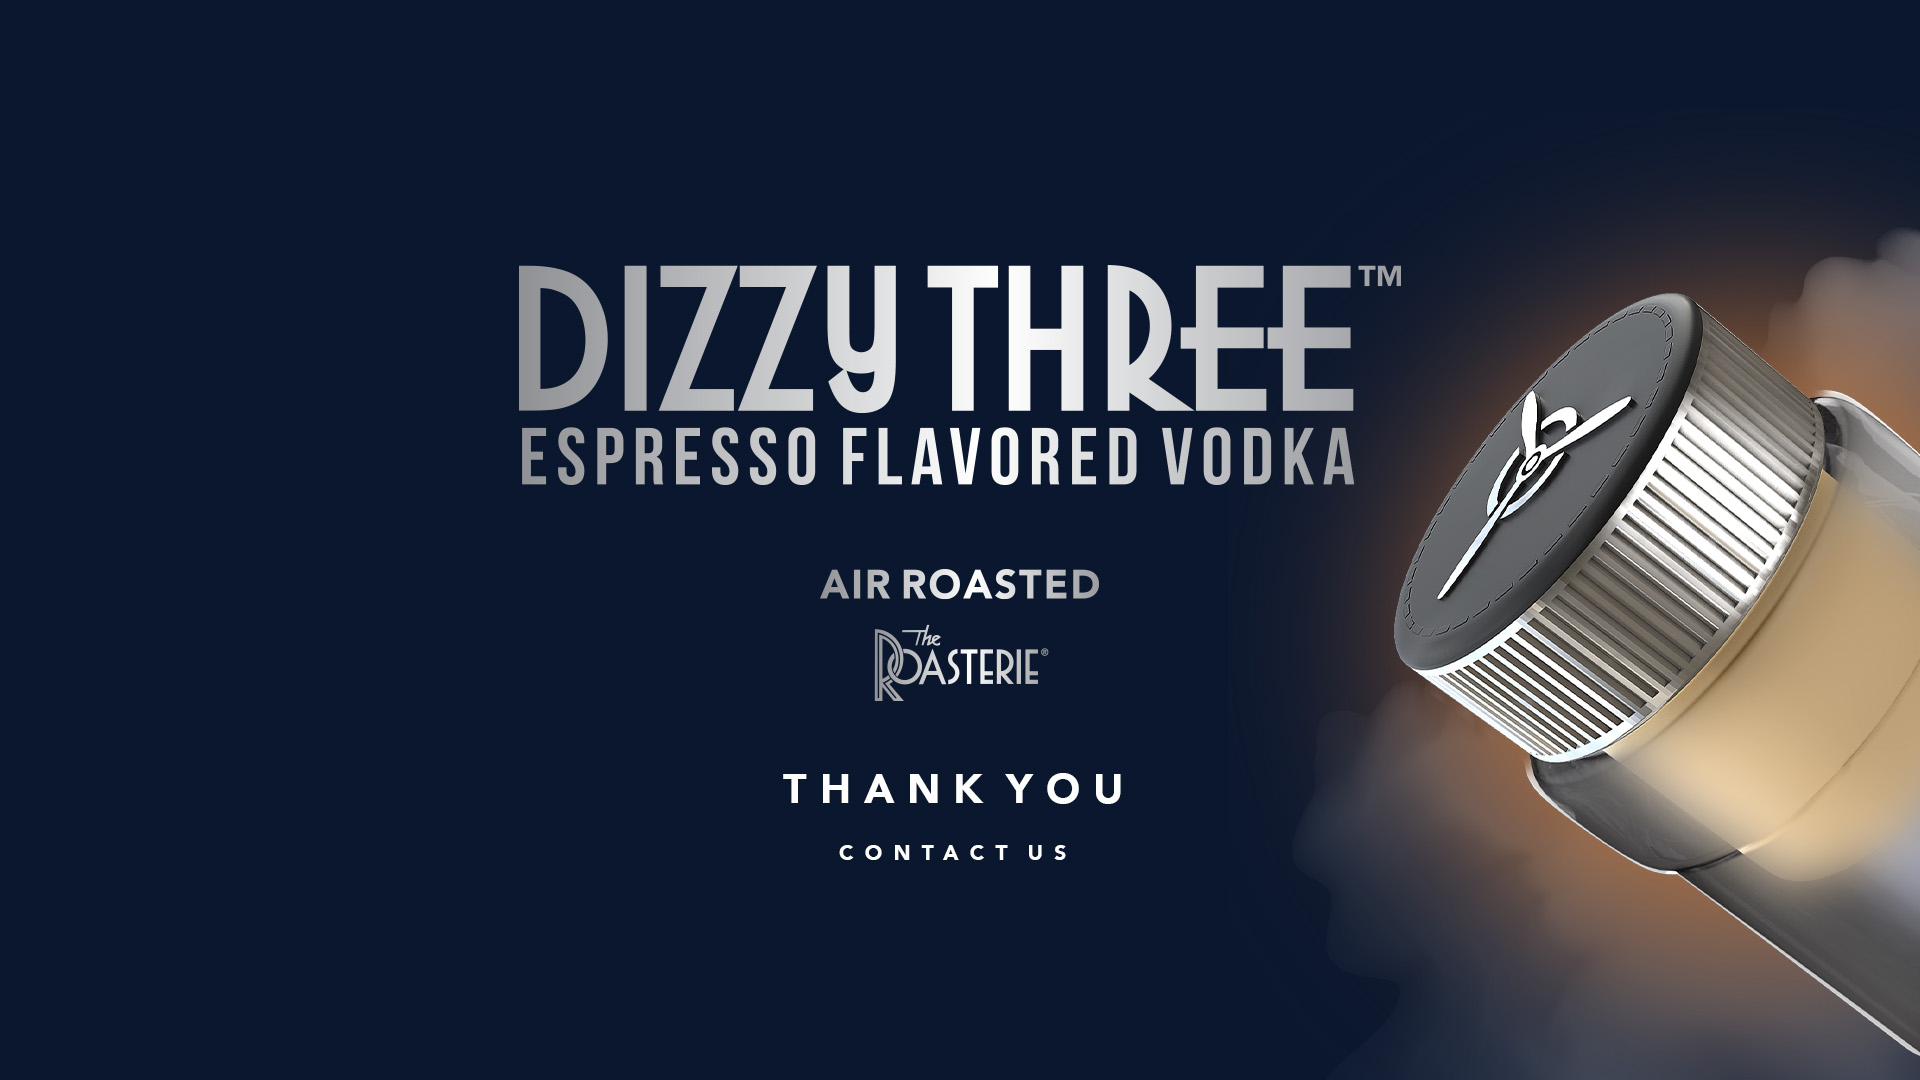 DIZZY THREE™
ESPRESSO FLAVORED VODKA
AIR ROASTED
The
ROASTERIE®
THANK YOU
CONTACT US